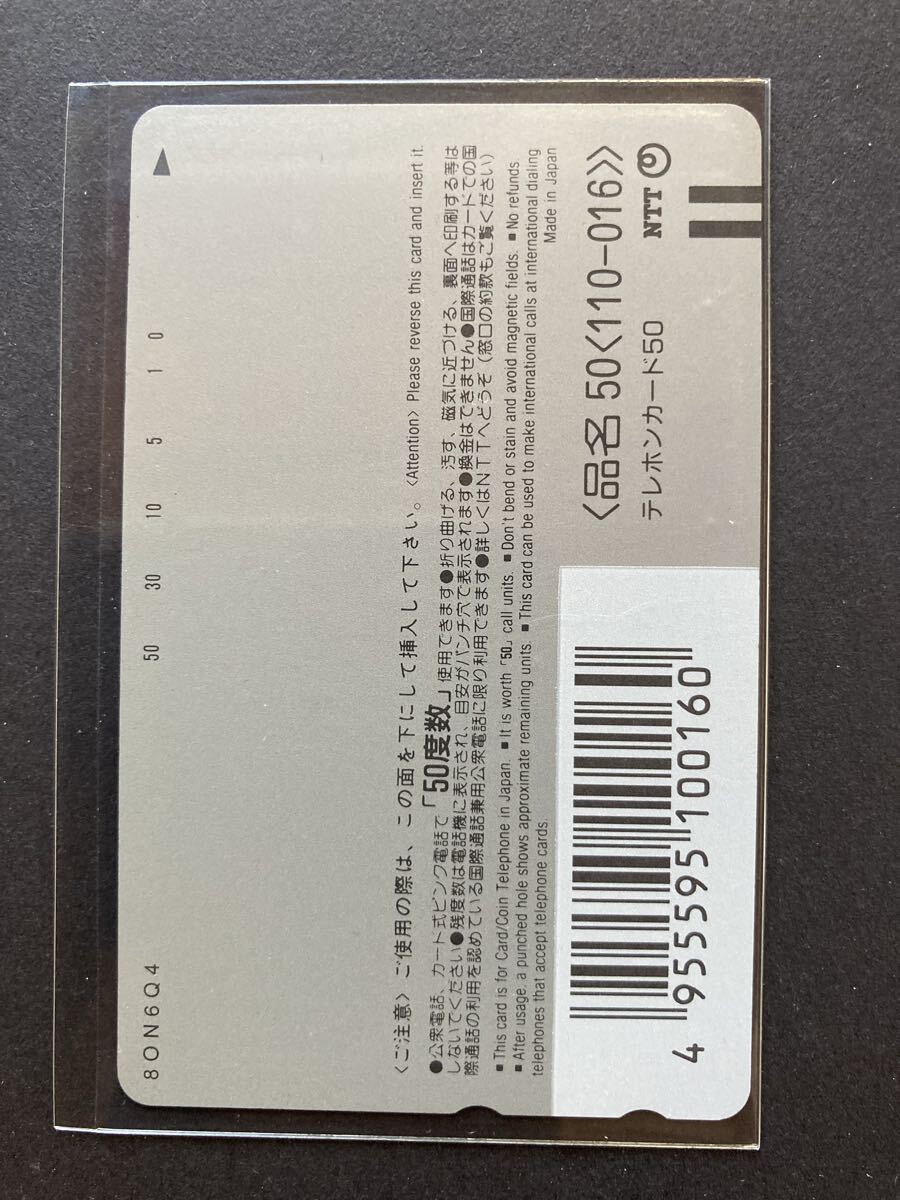 8ON6Q4
50 30 10 5 1 0
〈ご注意〉ご使用の際は、この面を下にして挿入して下さい。〈Attention〉Please reverse this card and insert it.
●公衆電話、カード式ピンク電話で「50度数」使用できます●折り曲げる、汚す、磁気に近づける、裏面へ印刷する等は
しないでください●残度数は電話機に表示され、目安がパンチ穴で表示されます●換金はできません●国際通話はカードでの国
際通話の利用を認めている国際通話兼用公衆電話に限り利用できます●詳しくはNTTへどうぞ（窓口の約款もご覧ください）
■ This card is for Card/Coin Telephone in Japan. ■ It is worth「50」call units. ■ Don't bend or stain and avoid magnetic fields. ■ No refunds.
■ After usage, a punched hole shows approximate remaining units. ■ This card can be used to make international calls at international dialing
telephones that accept telephone cards. Made in Japan
〈品名 50〈110-016〉〉
テレホンカード50 NTT
4 955595 100160